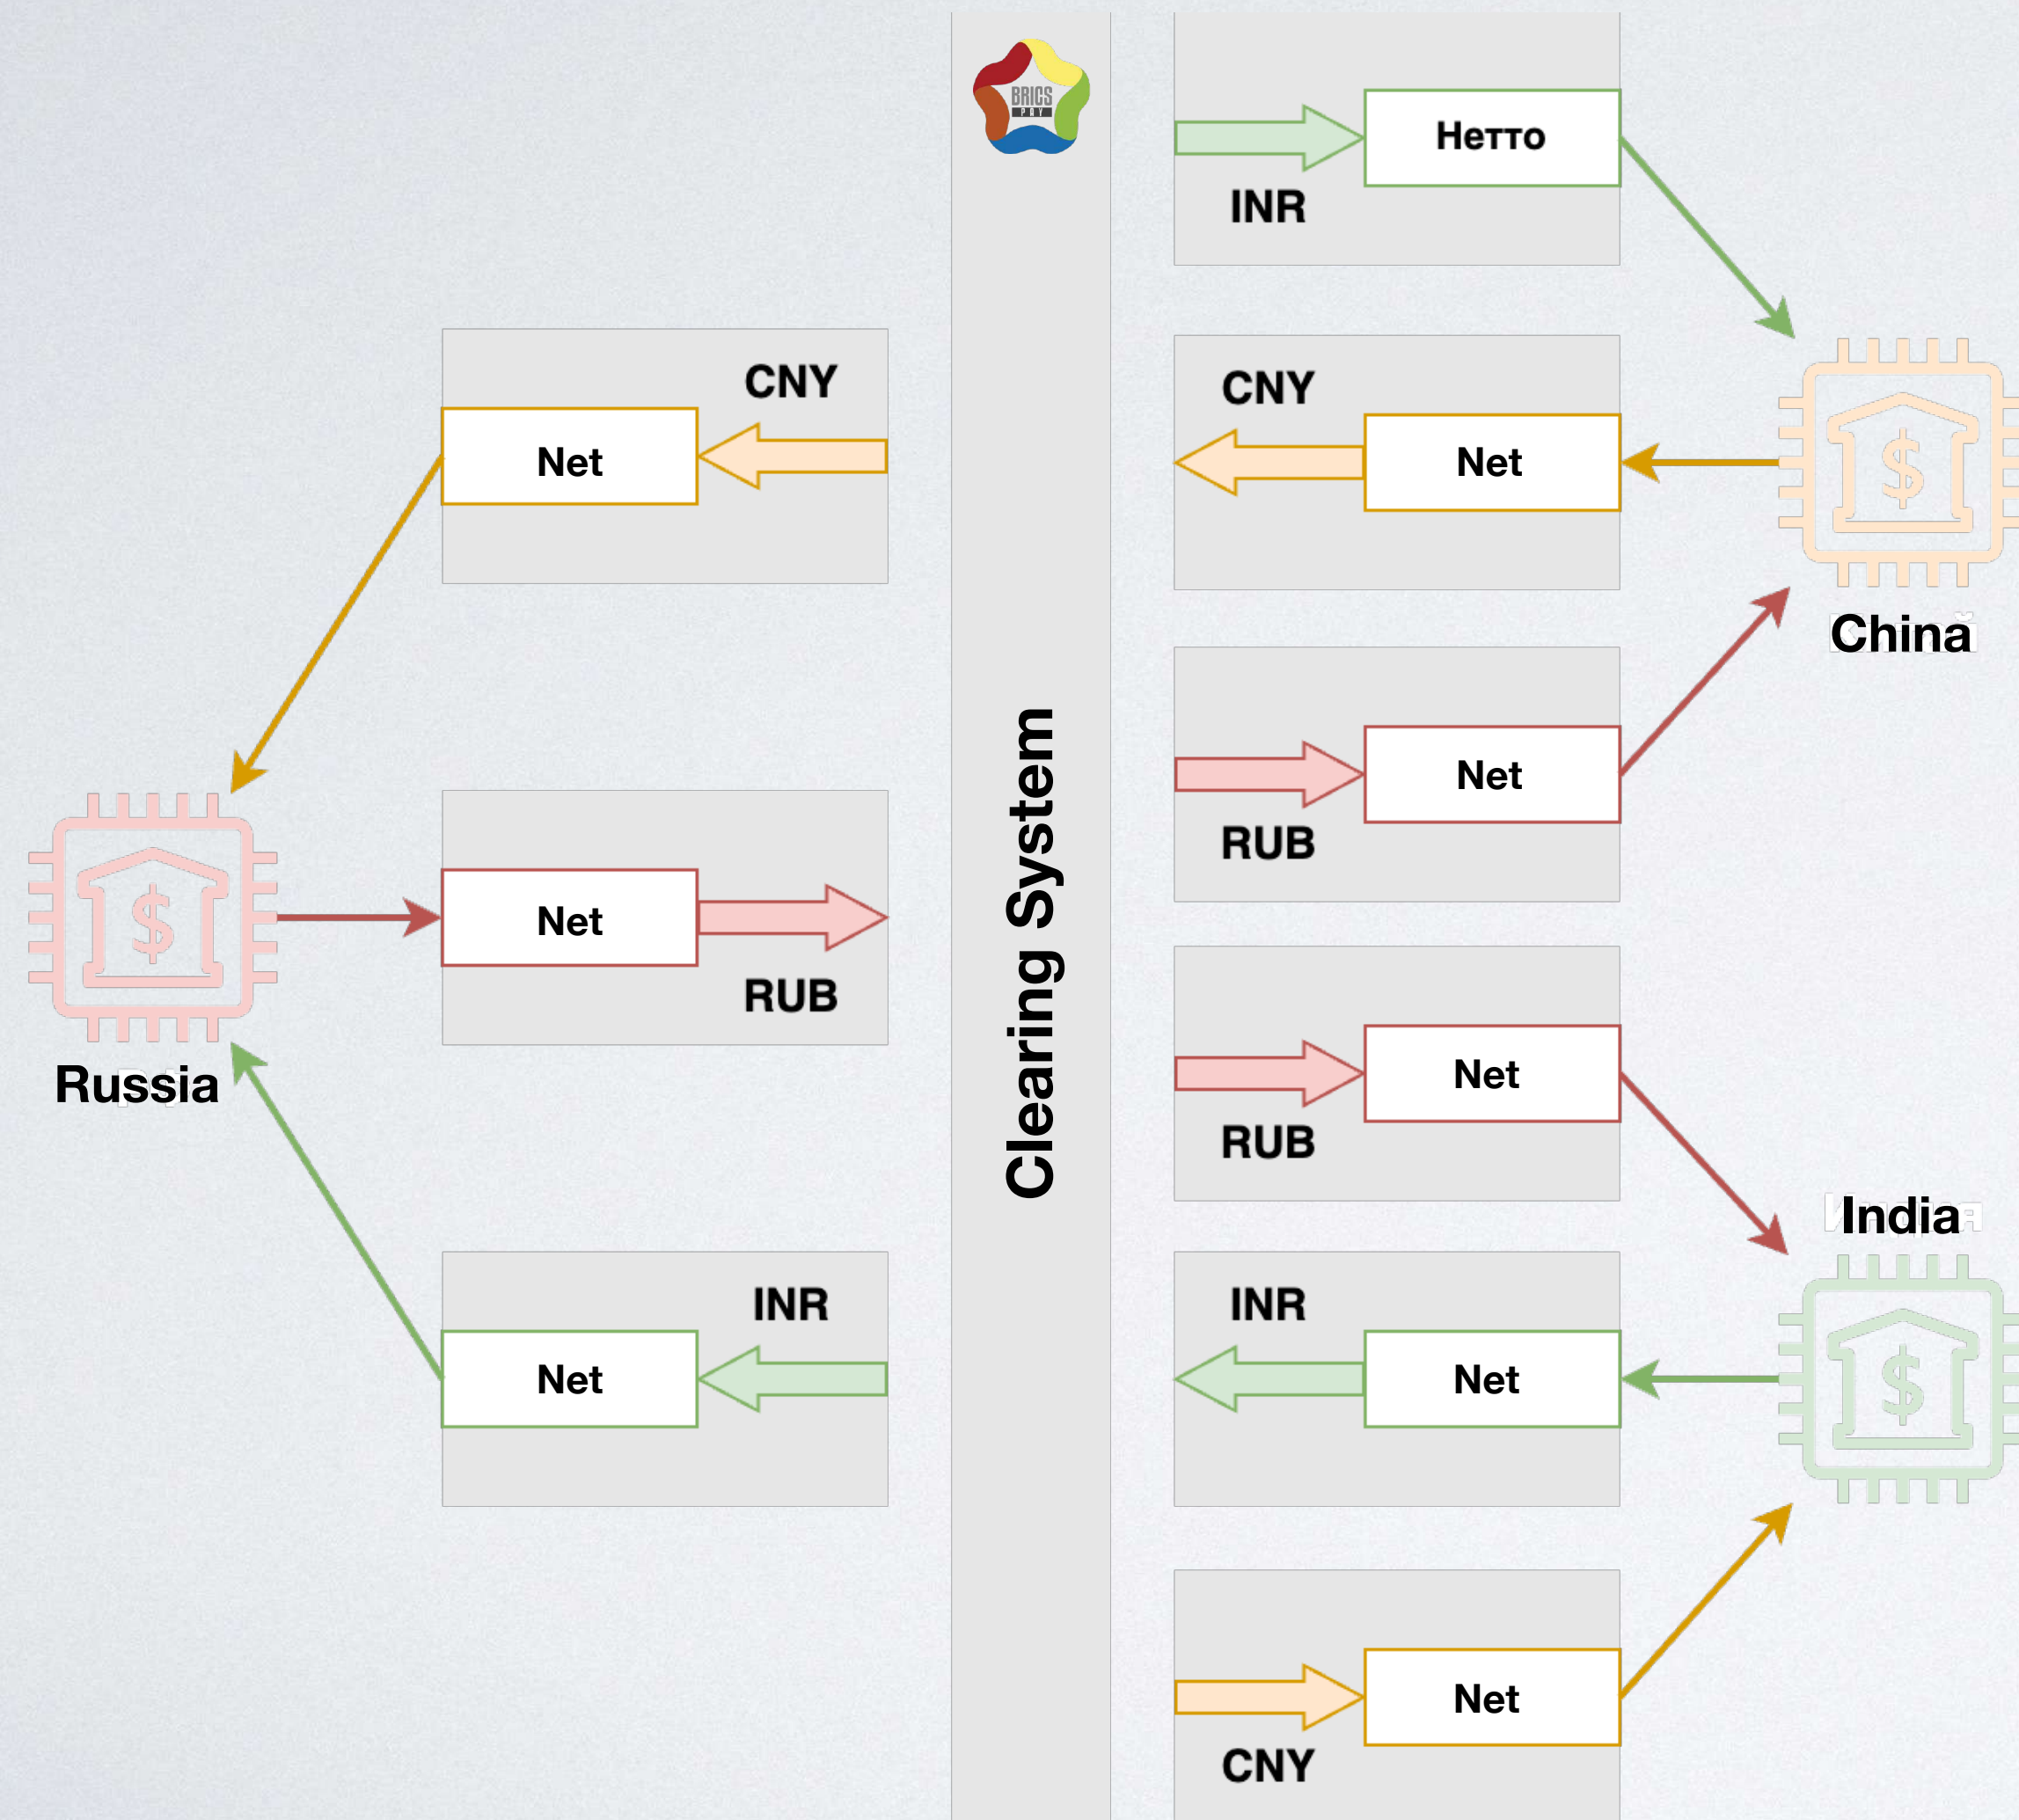 BRICS
PAY
Нетто
INR
CNY
Net
CNY
Net
China
Net
RUB
Clearing System
Net
RUB
Russia
Net
RUB
India
INR
Net
INR
Net
Net
CNY